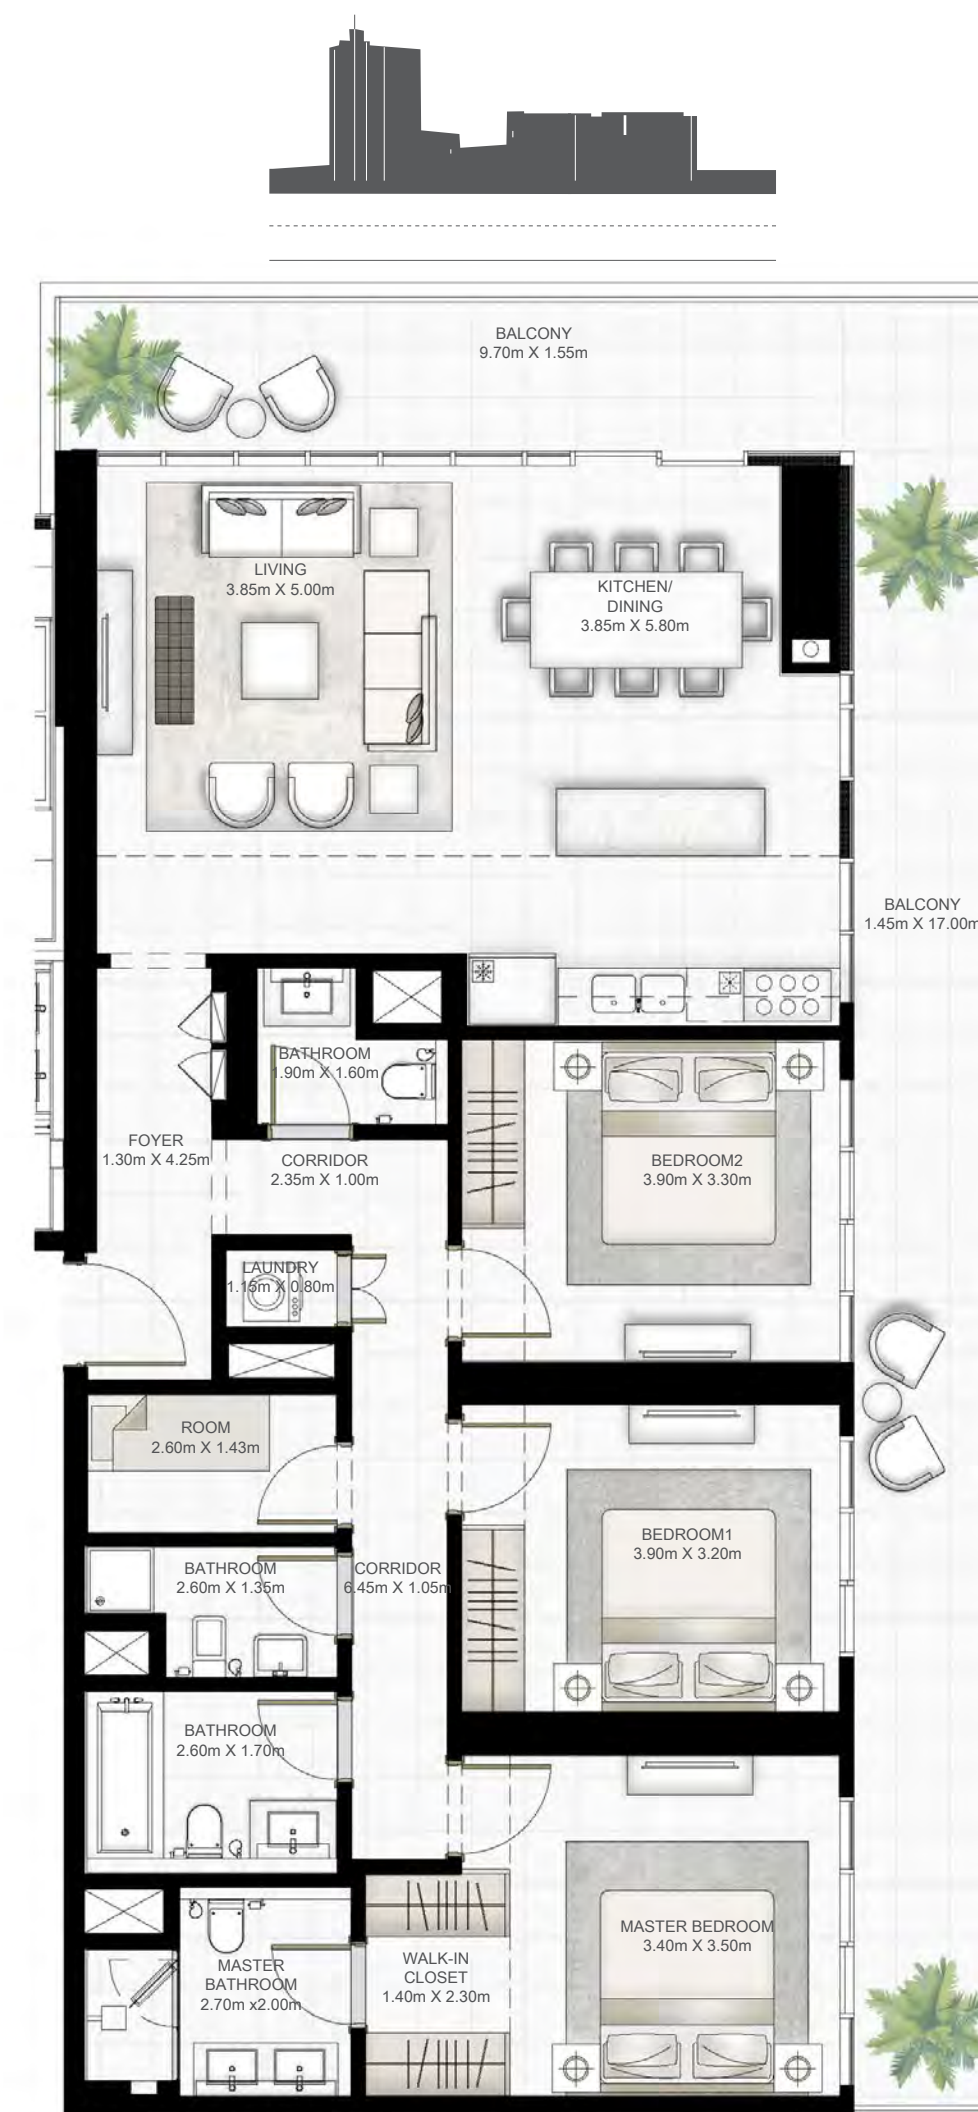 BALCONY
9.70m X 1.55m
LIVING
3.85m X 5.00m
KITCHEN/
DINING
3.85m X 5.80m
BALCONY
1.45m X 17.00m
BATHROOM
1.90m X 1.60m
FOYER
1.30m X 4.25m
CORRIDOR
2.35m X 1.00m
BEDROOM2
3.90m X 3.30m
LAUNDRY
1.15m X 0.80m
ROOM
2.60m X 1.43m
BEDROOM1
3.90m X 3.20m
BATHROOM
2.60m X 1.35m
CORRIDOR
6.45m X 1.05m
BATHROOM
2.60m X 1.70m
MASTER BEDROOM
3.40m X 3.50m
WALK-IN
CLOSET
1.40m X 2.30m
MASTER
BATHROOM
2.70m x2.00m